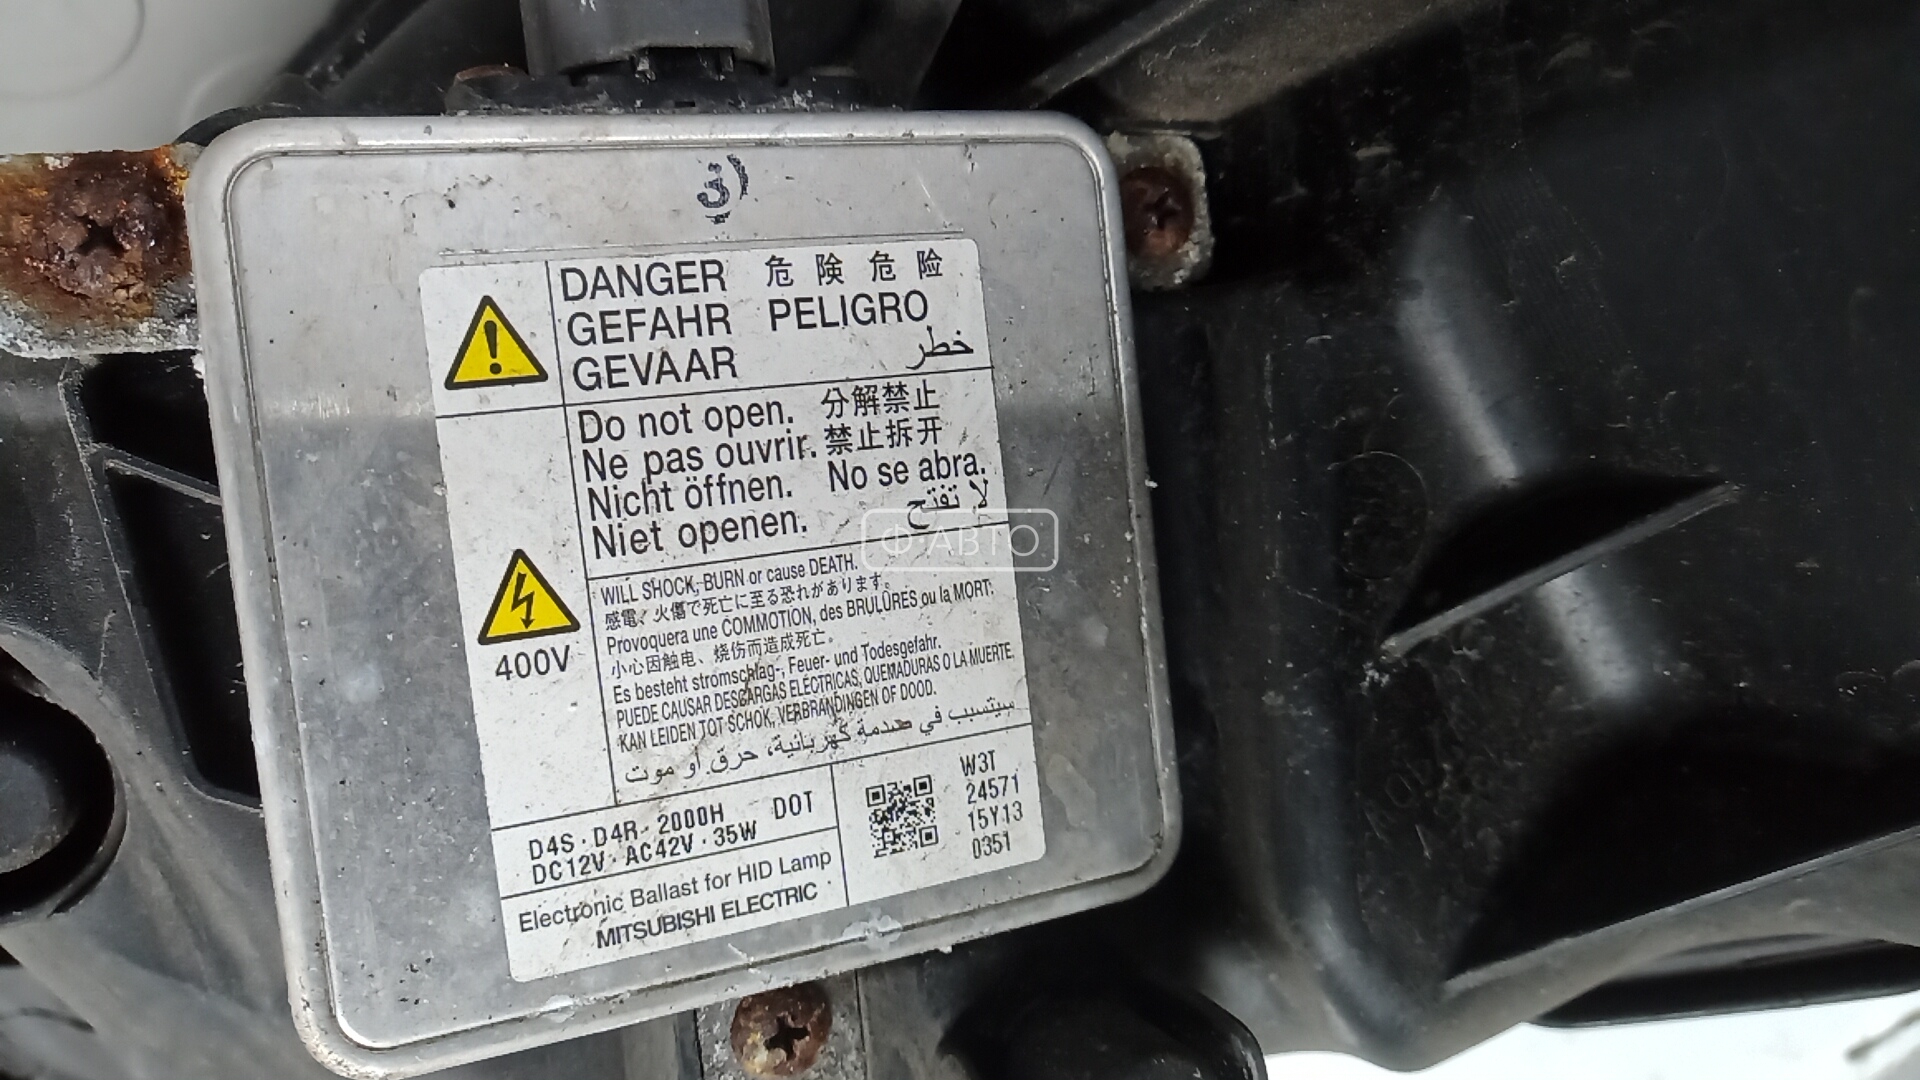 DANGER 危険 危险
GEFAHR PELIGRO
GEVAAR خطر
Do not open. 分解禁止
Ne pas ouvrir. 禁止拆开
Nicht öffnen. No se abra.
Niet openen. لا تفتح
Ф АВТО
400V
WILL SHOCK, BURN or cause DEATH.
感電、火傷で死亡に至る恐れがあります。
Provoquera une COMMOTION, des BRULÛRES ou la MORT.
小心因触电、烧伤而造成死亡。
Es besteht stromschlag-, Feuer- und Todesgefahr.
PUEDE CAUSAR DESCARGAS ELÉCTRICAS, QUEMADURAS O LA MUERTE.
KAN LEIDEN TOT SCHOK, VERBRANDINGEN OF DOOD.
سيتسبب في صدمة كهربائية، حرق او موت
D4S · D4R · 2000H DOT
DC12V · AC42V · 35W
Electronic Ballast for HID Lamp
MITSUBISHI ELECTRIC
W3T
24571
15Y13
0351